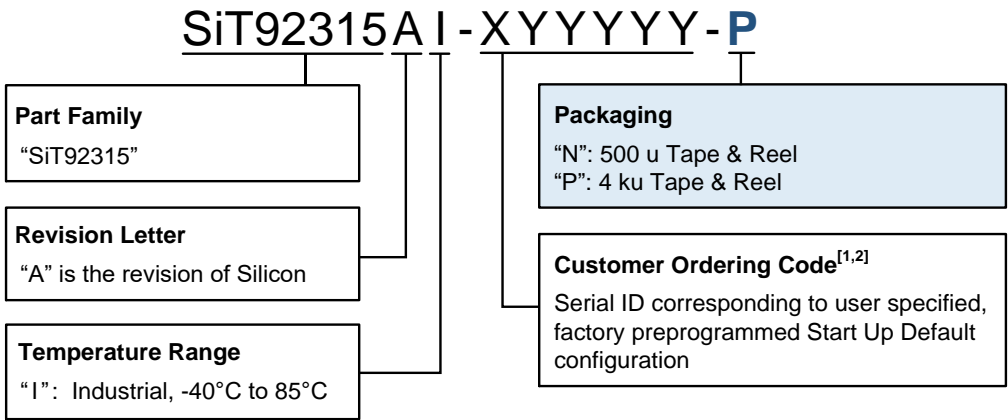 SiT92315AI-XYYYYY-P
Part Family
“SiT92315”
Revision Letter
“A” is the revision of Silicon
Temperature Range
“I”: Industrial, -40°C to 85°C
Packaging
“N”: 500 u Tape & Reel
“P”: 4 ku Tape & Reel
Customer Ordering Code[1,2]
Serial ID corresponding to user specified,
factory preprogrammed Start Up Default
configuration